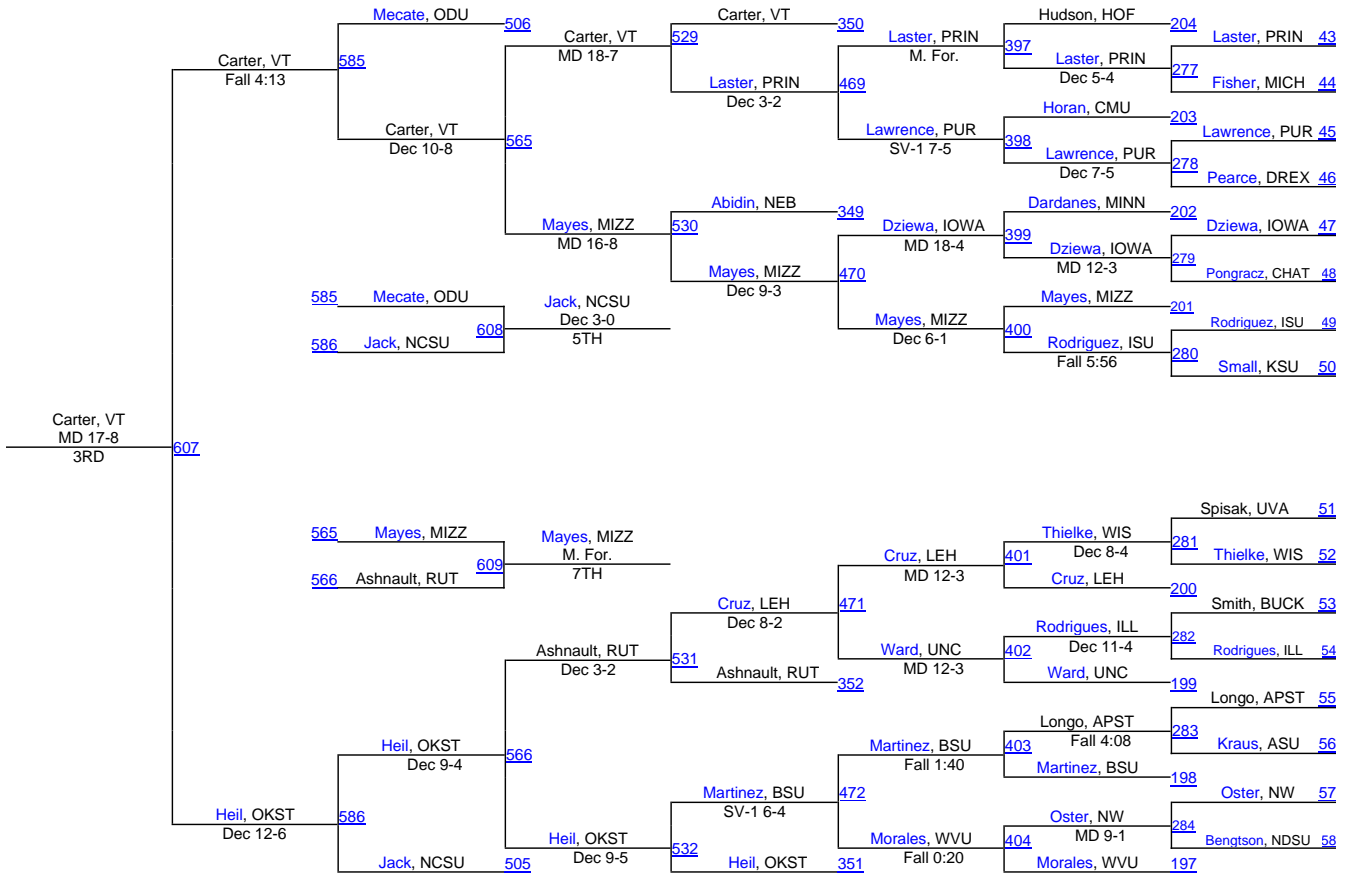 Mecate, ODU 506
Carter, VT 350
Hudson, HOF 204
Laster, PRIN 43
Carter, VT 529
MD 18-7
Laster, PRIN 397
M. For.
Carter, VT 585
Fall 4:13
Laster, PRIN 277
Dec 5-4
Laster, PRIN 469
Dec 3-2
Fisher, MICH 44
Horan, CMU 203
Carter, VT 565
Dec 10-8
Lawrence, PUR 398
SV-1 7-5
Lawrence, PUR 45
Lawrence, PUR 278
Dec 7-5
Pearce, DREX 46
Abidin, NEB 349
Dardanes, MINN 202
Mayes, MIZZ 530
MD 16-8
Dziewa, IOWA 399
MD 18-4
Dziewa, IOWA 47
Dziewa, IOWA 279
MD 12-3
Mayes, MIZZ 470
Dec 9-3
Pongracz, CHAT 48
585 Mecate, ODU
Jack, NCSU
Dec 3-0
5TH
Mayes, MIZZ 201
608
Mayes, MIZZ 400
Dec 6-1
Rodriguez, ISU 49
586 Jack, NCSU
Rodriguez, ISU 280
Fall 5:56
Small, KSU 50
Carter, VT
MD 17-8
3RD
607
Spisak, UVA 51
565 Mayes, MIZZ
Mayes, MIZZ
M. For.
7TH
Thielke, WIS 281
Dec 8-4
609
Cruz, LEH 401
MD 12-3
Thielke, WIS 52
566 Ashnault, RUT
Cruz, LEH 200
Cruz, LEH 471
Dec 8-2
Smith, BUCK 53
Rodrigues, ILL 282
Dec 11-4
Ashnault, RUT 531
Dec 3-2
Ward, UNC 402
MD 12-3
Rodrigues, ILL 54
Ashnault, RUT 352
Ward, UNC 199
Longo, APST 55
Longo, APST 283
Fall 4:08
Heil, OKST 566
Dec 9-4
Martinez, BSU 403
Fall 1:40
Kraus, ASU 56
Martinez, BSU 198
Martinez, BSU 472
SV-1 6-4
Oster, NW 57
Heil, OKST 586
Dec 12-6
Oster, NW 284
MD 9-1
Heil, OKST 532
Dec 9-5
Morales, WVU 404
Fall 0:20
Bengtson, NDSU 58
Jack, NCSU 505
Heil, OKST 351
Morales, WVU 197